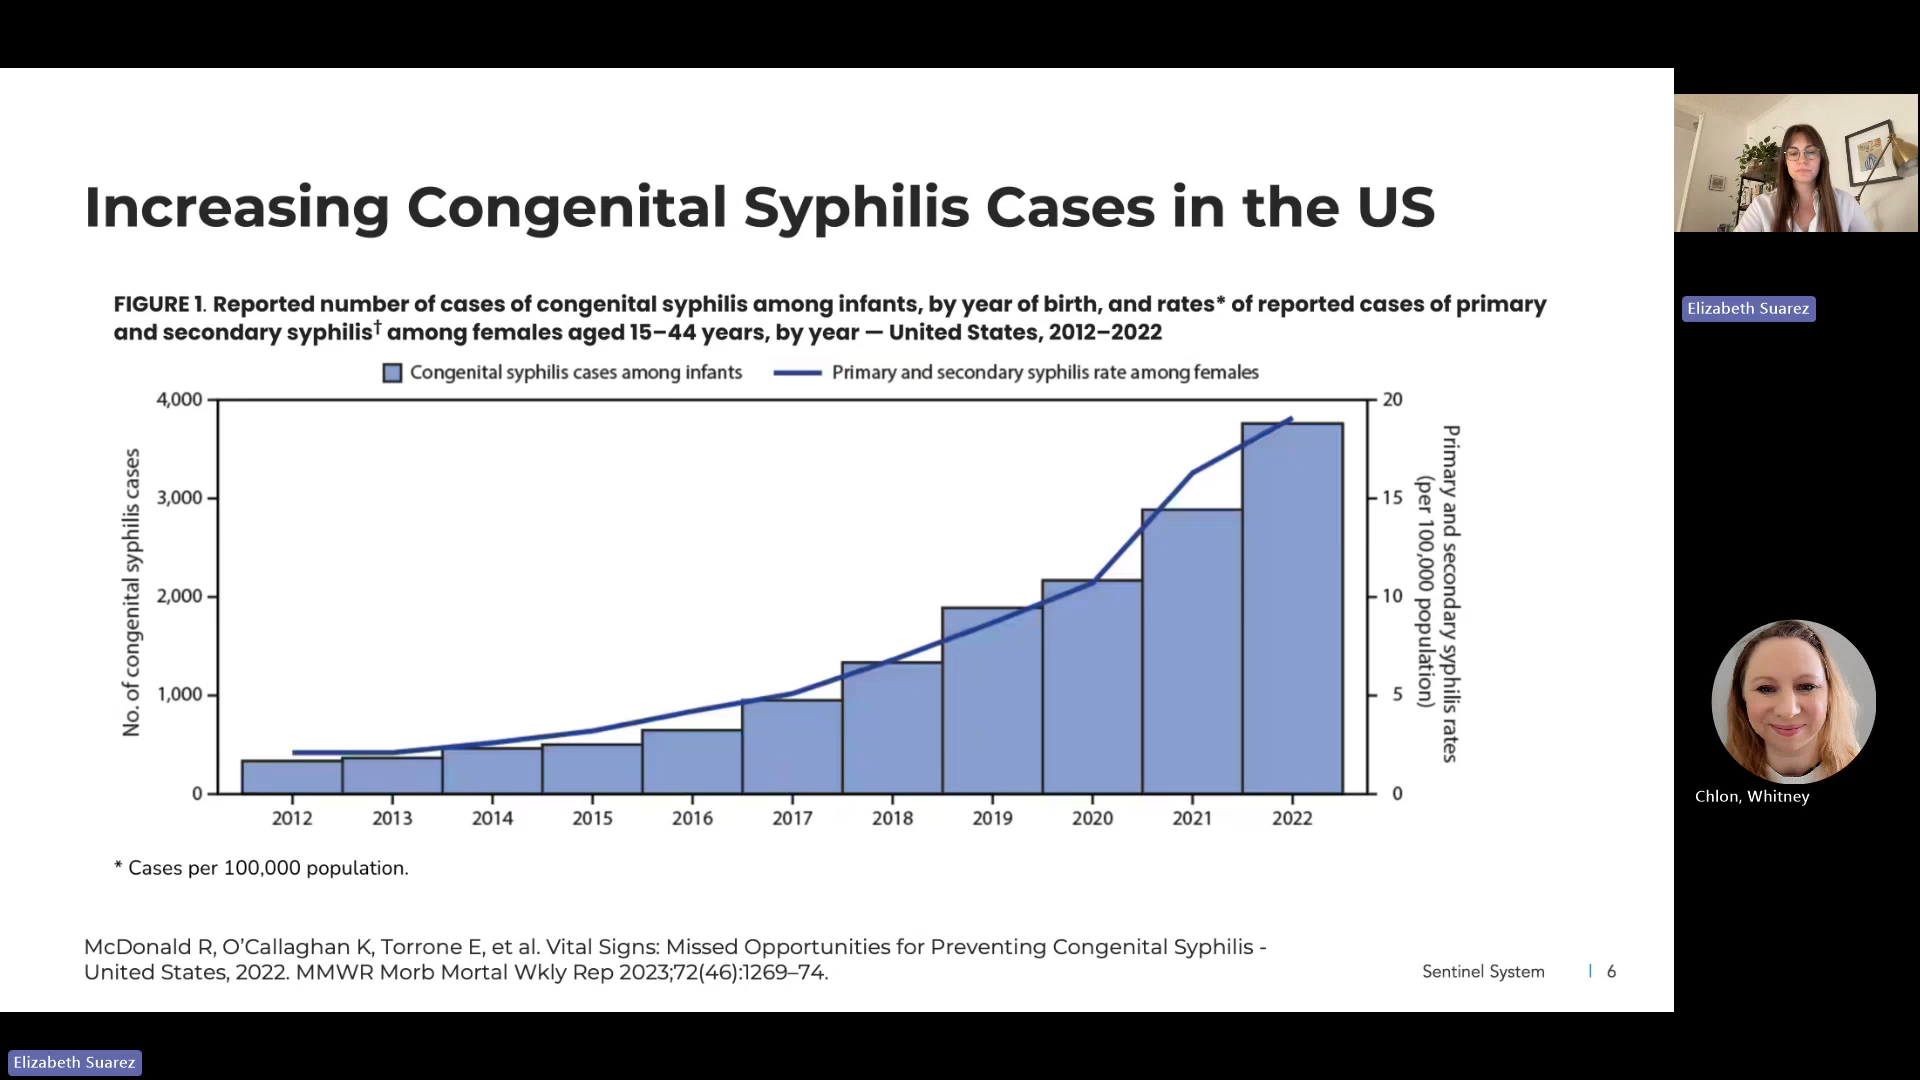 Increasing Congenital Syphilis Cases in the US
FIGURE 1. Reported number of cases of congenital syphilis among infants, by year of birth, and rates* of reported cases of primary
and secondary syphilis† among females aged 15–44 years, by year — United States, 2012–2022
Congenital syphilis cases among infants
Primary and secondary syphilis rate among females
No. of congenital syphilis cases
4,000
3,000
2,000
1,000
0
20
15
10
5
0
Primary and secondary syphilis rates
(per 100,000 population)
2012 2013 2014 2015 2016 2017 2018 2019 2020 2021 2022
* Cases per 100,000 population.
McDonald R, O’Callaghan K, Torrone E, et al. Vital Signs: Missed Opportunities for Preventing Congenital Syphilis -
United States, 2022. MMWR Morb Mortal Wkly Rep 2023;72(46):1269–74.
Sentinel System | 6
Elizabeth Suarez
Chlon, Whitney
Elizabeth Suarez